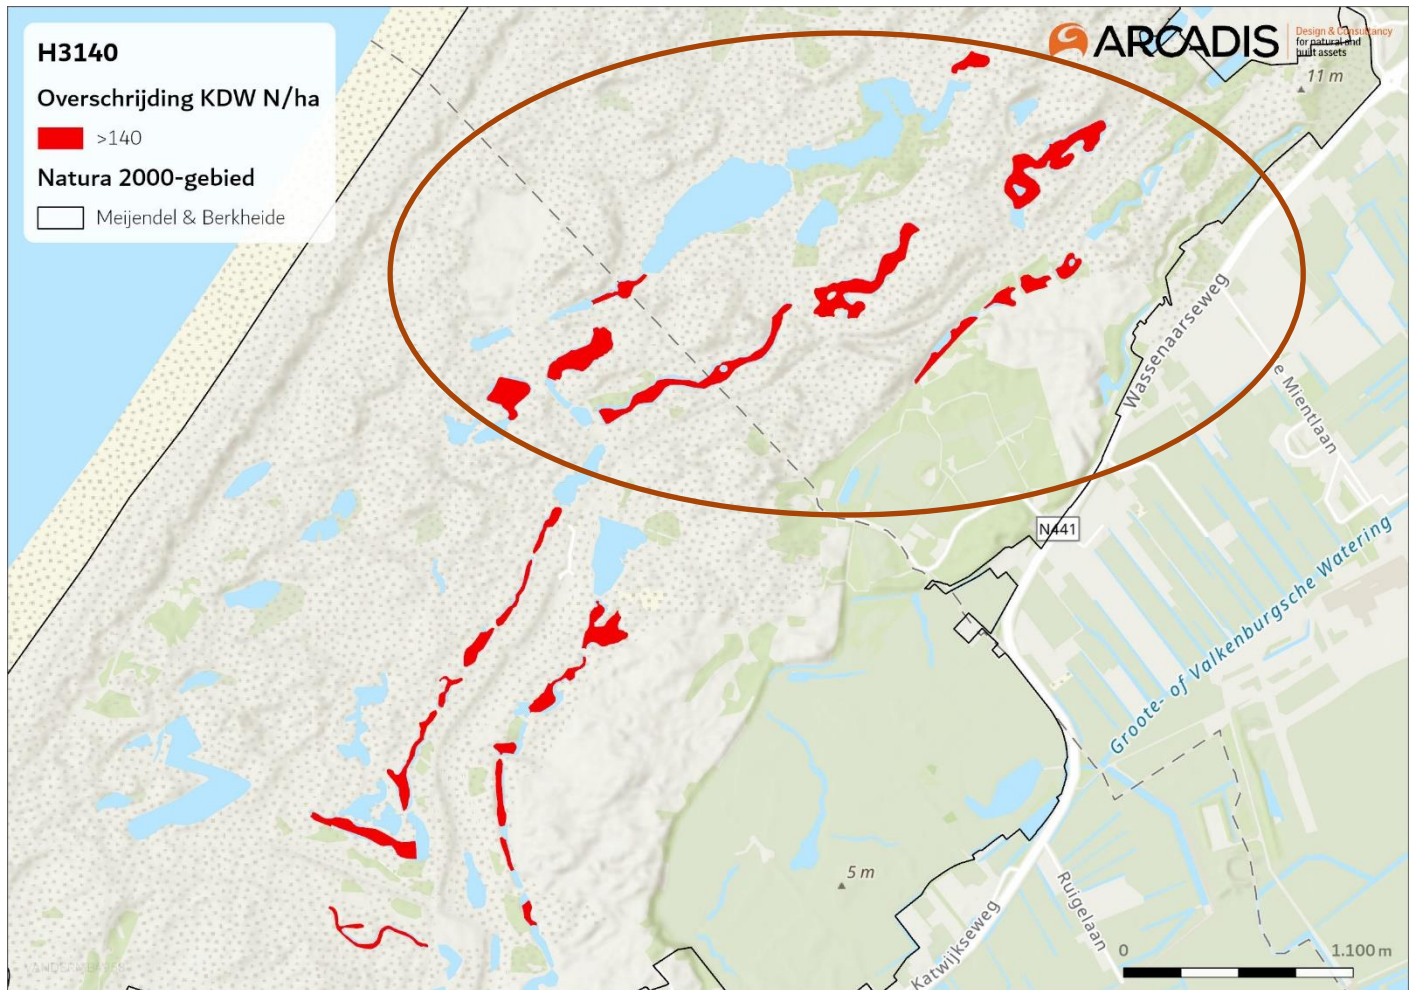 H3140
Overschrijding KDW N/ha
>140
Natura 2000-gebied
Meijendel & Berkheide
ARCADIS
Design & Consultancy
for natural and
built assets
11 m
Wassenaarseweg
e Mientlaan
N441
Groote- of Valkenburgsche Watering
5 m
Ruigelaan
Katwijkseweg
0
1.100 m